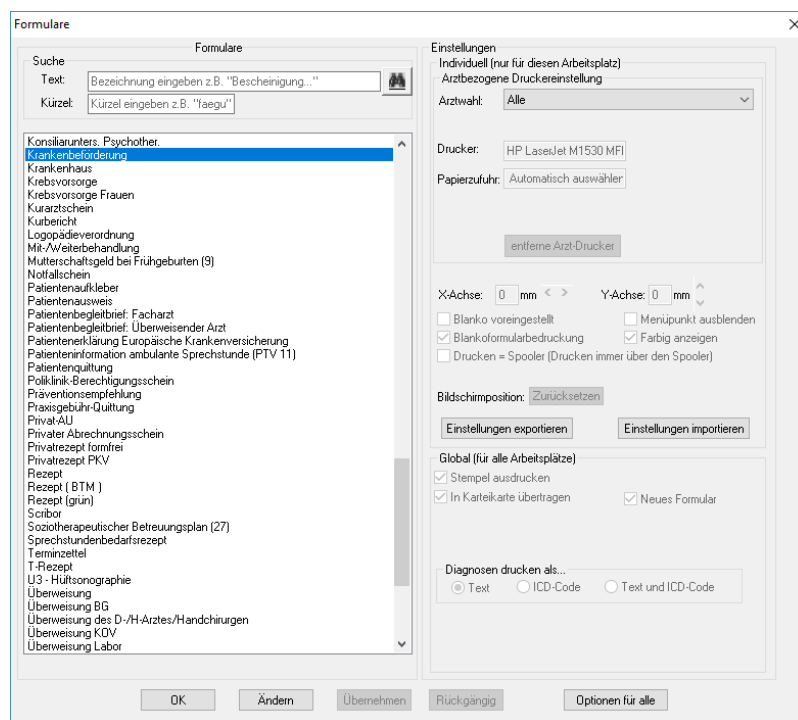 Formulare
Formulare
Suche
Text:
Bezeichnung eingeben z.B. "Bescheinigung..."
Kürzel:
Kürzel eingeben z.B. "faegu"
Konsiliarunters. Psychother.
Krankenbeförderung
Krankenhaus
Krebsvorsorge
Krebsvorsorge Frauen
Kurarztschein
Kurbericht
Logopädieverordnung
Mit-/Weiterbehandlung
Mutterschaftsgeld bei Frühgeburten (9)
Notfallschein
Patientenaufkleber
Patientenausweis
Patientenbegleitbrief: Facharzt
Patientenbegleitbrief: Überweisender Arzt
Patientenerklärung Europäische Krankenversicherung
Patienteninformation ambulante Sprechstunde (PTV 11)
Patientenquittung
Poliklinik-Berechtigungsschein
Präventionsempfehlung
Praxisgebühr-Quittung
Privat-AU
Privater Abrechnungsschein
Privatrezept formfrei
Privatrezept PKV
Rezept
Rezept ( BTM )
Rezept (grün)
Scribor
Soziotherapeutischer Betreuungsplan (27)
Sprechstundenbedarfsrezept
Terminzettel
T-Rezept
U3 - Hüftsonographie
Überweisung
Überweisung BG
Überweisung des D-/H-Arztes/Handchirurgen
Überweisung KOV
Überweisung Labor
Einstellungen
Individuell (nur für diesen Arbeitsplatz)
Arztbezogene Druckereinstellung
Arztwahl:
Alle
Drucker:
HP LaserJet M1530 MFI
Papierzufuhr:
Automatisch auswähler
entferne Arzt-Drucker
X-Achse: 0 mm < > Y-Achse: 0 mm
Blanko voreingestellt
Menüpunkt ausblenden
Blankoformularbedruckung
Farbig anzeigen
Drucken = Spooler (Drucken immer über den Spooler)
Bildschirmposition: Zurücksetzen
Einstellungen exportieren
Einstellungen importieren
Global (für alle Arbeitsplätze)
Stempel ausdrucken
In Karteikarte übertragen
Neues Formular
Diagnosen drucken als...
Text
ICD-Code
Text und ICD-Code
OK
Ändern
Übernehmen
Rückgängig
Optionen für alle